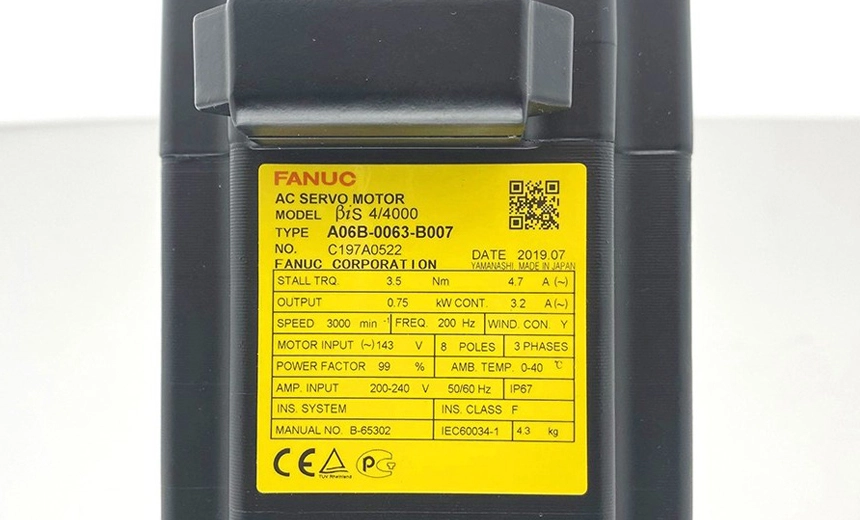 FANUC
AC SERVO MOTOR
MODEL βiS 4/4000
TYPE A06B-0063-B007
NO. C197A0522
DATE 2019.07
FANUC CORPORATION YAMANASHI, MADE IN JAPAN
STALL TRQ. 3.5 Nm 4.7 A (~)
OUTPUT 0.75 kW CONT. 3.2 A (~)
SPEED 3000 min⁻¹ FREQ. 200 Hz WIND. CON. Y
MOTOR INPUT (~) 143 V 8 POLES 3 PHASES
POWER FACTOR 99 % AMB. TEMP. 0-40 ℃
AMP. INPUT 200-240 V 50/60 Hz IP67
INS. SYSTEM INS. CLASS F
MANUAL NO. B-65302 IEC60034-1 4.3 kg
CE TÜV Rheinland PG